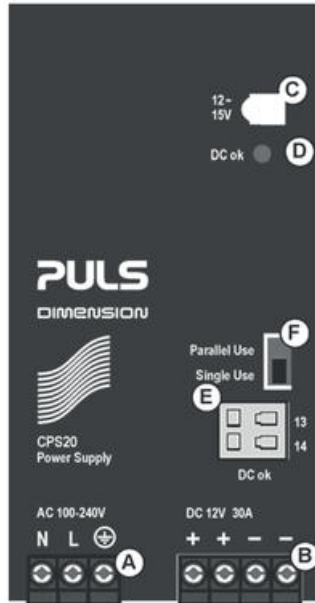 C
12~
15V
DC ok
D
PULS
DIMENSION
F
Parallel Use
Single Use
E
13
14
DC ok
CPS20
Power Supply
AC 100-240V
N L
A
DC 12V 30A
+ + − −
B